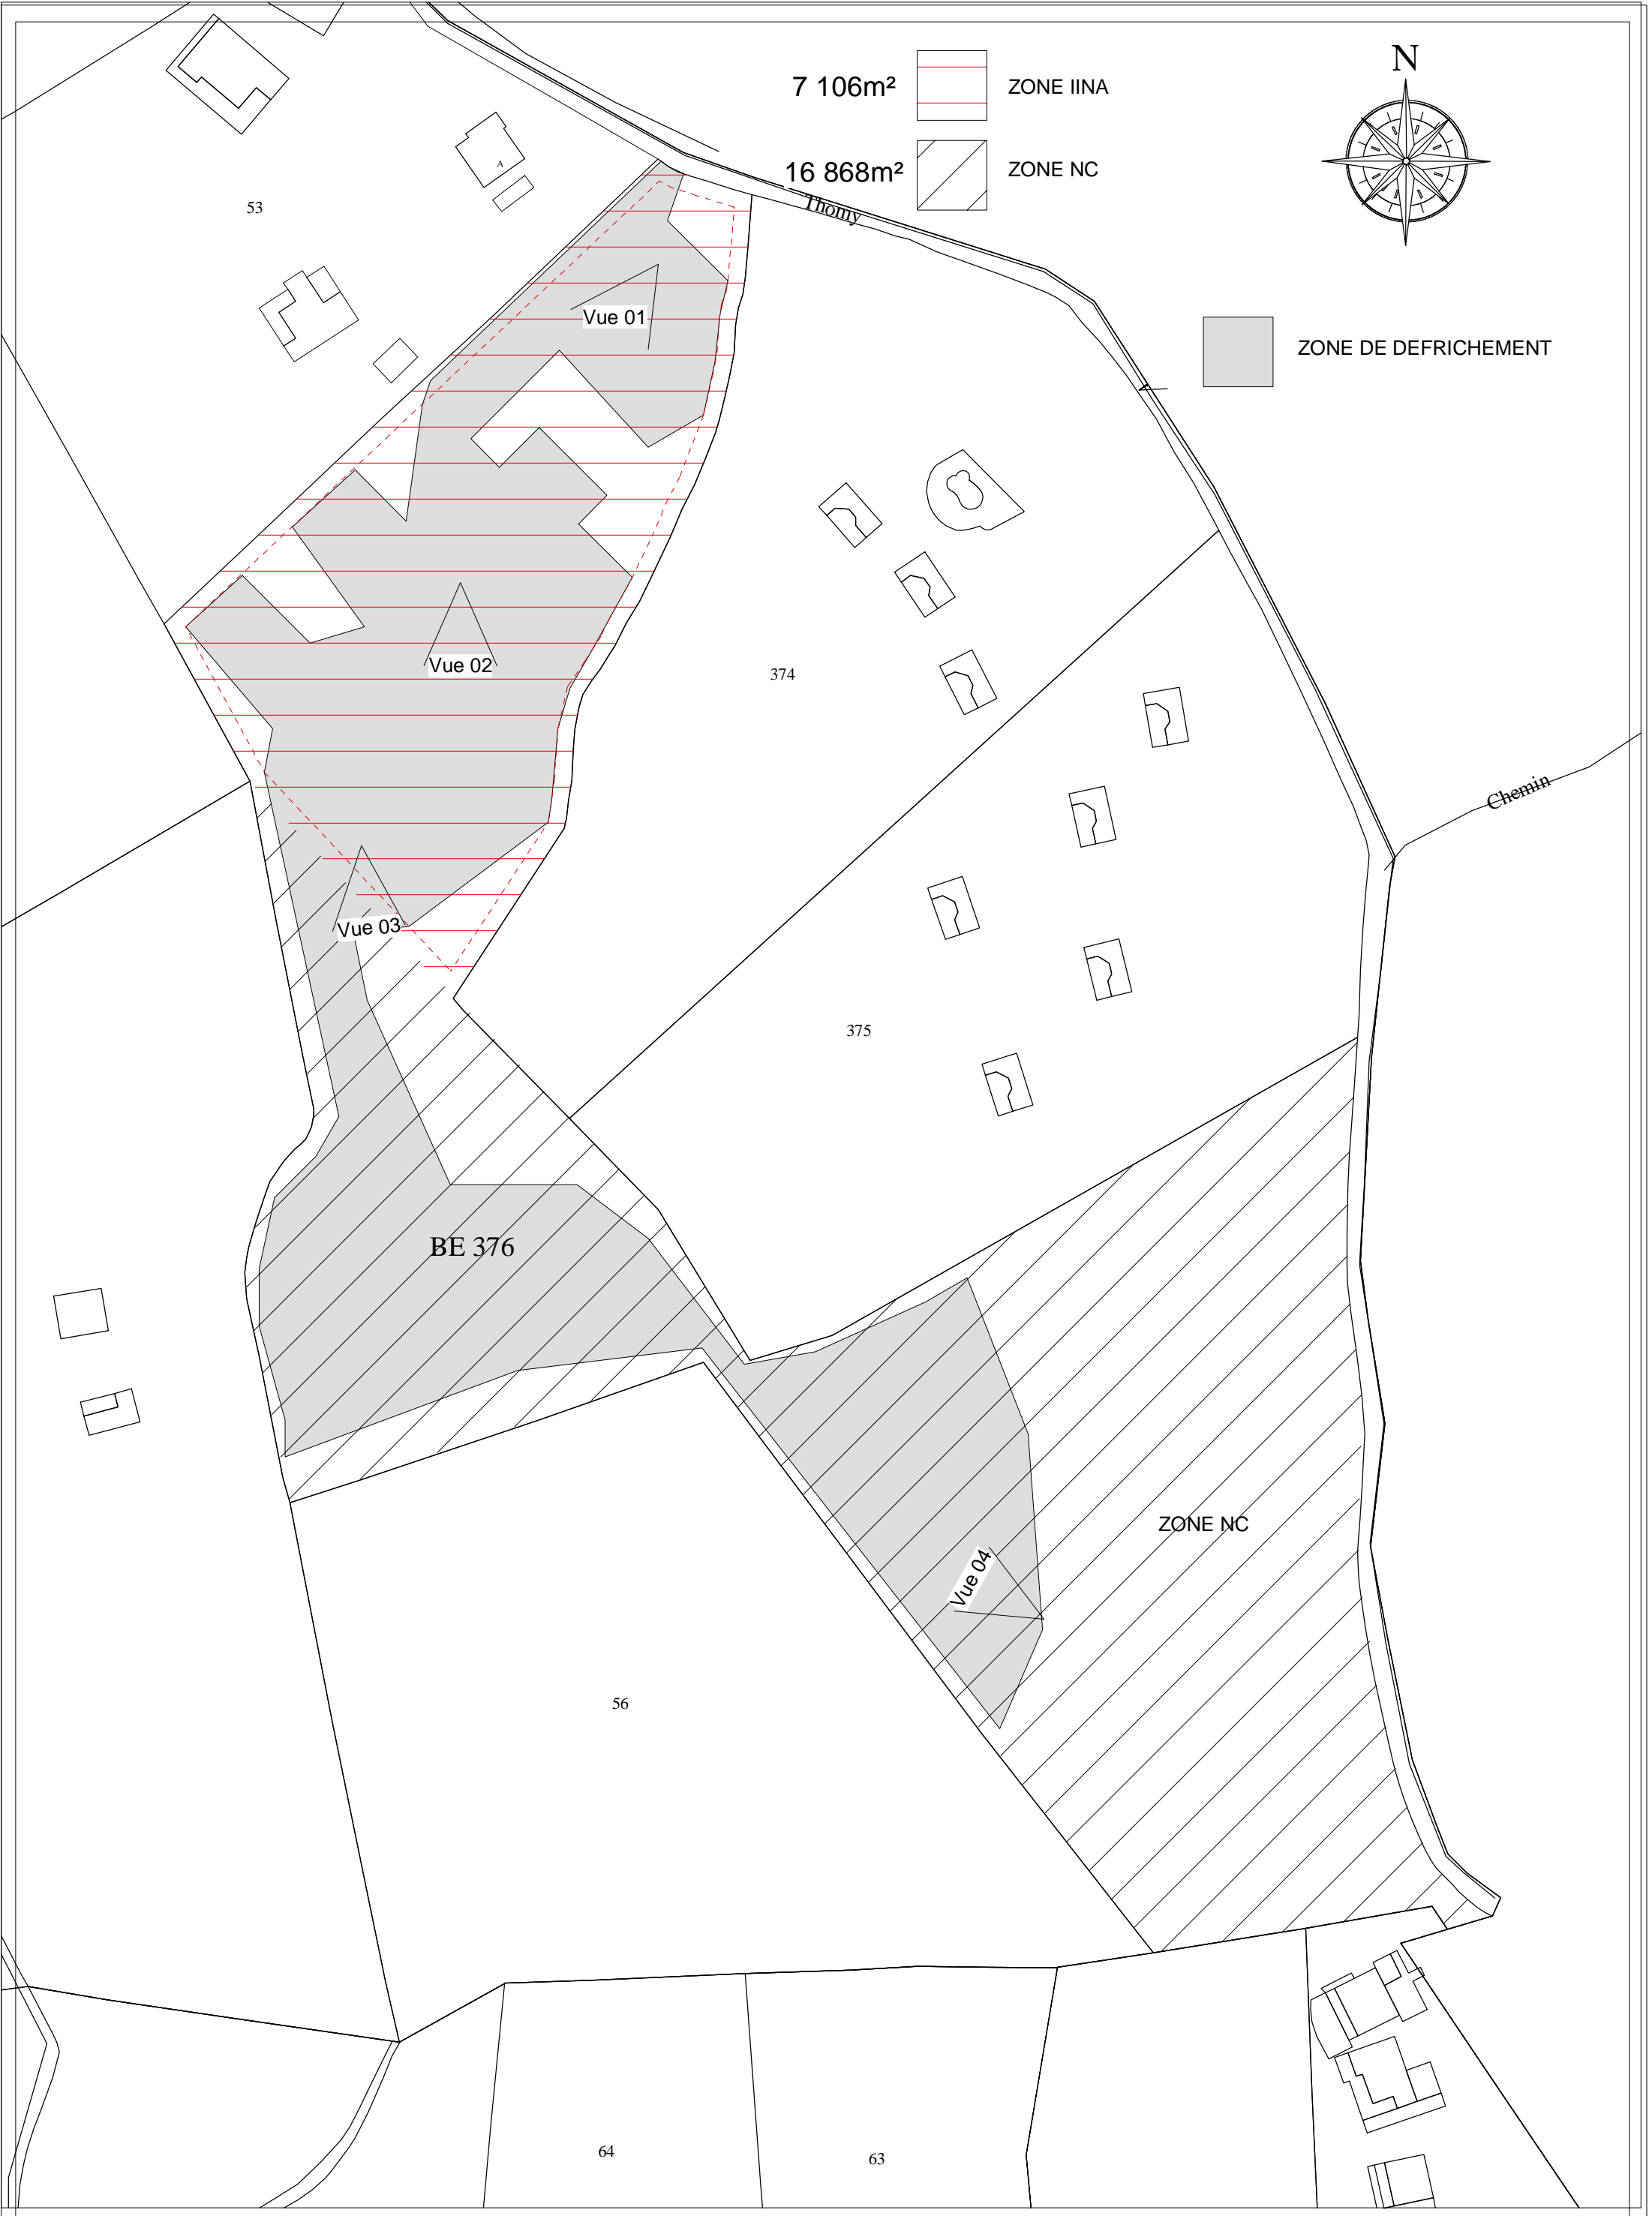 N
7 106m²
ZONE IINA
16 868m²
ZONE NC
Thomy
A
53
Vue 01
ZONE DE DEFRICHEMENT
Vue 02
374
Chemin
Vue 03
375
BE 376
ZONE NC
Vue 04
56
64
63